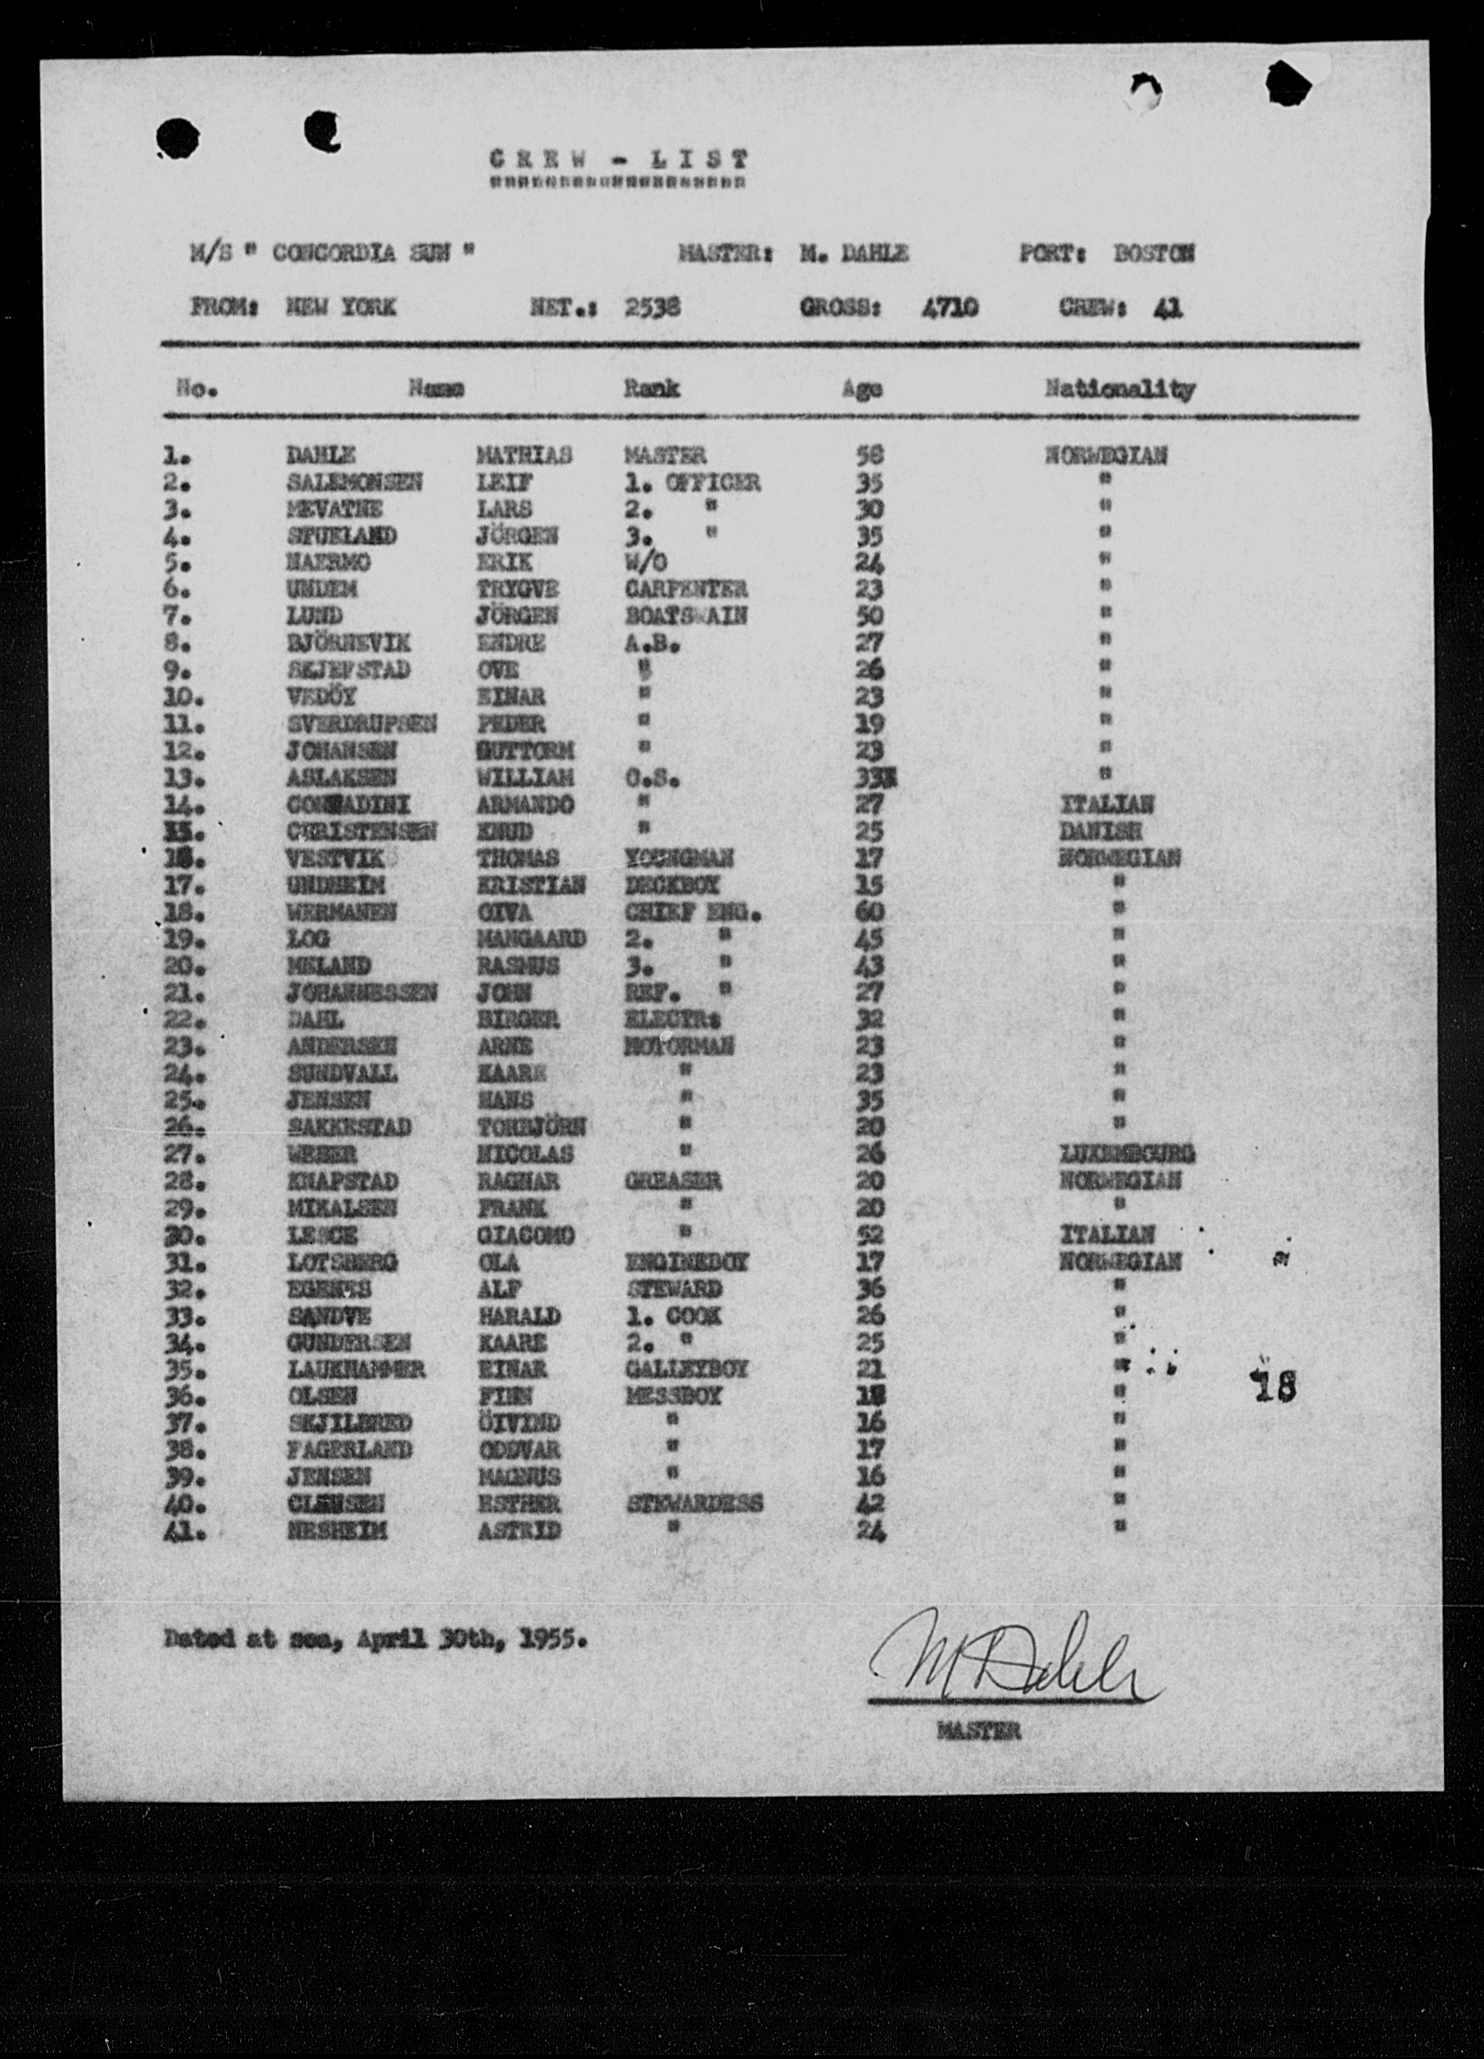 CREW - LIST
M/S " CONCORDIA SUN " MASTER: M. DAHLE PORT: BOSTON
FROM: NEW YORK NET.: 2538 GROSS: 4710 CREW: 41
No. Name Rank Age Nationality
1. DAHLE MATHIAS MASTER 58 NORWEGIAN
2. SALEMONSEN LEIF 1. OFFICER 35 "
3. MEVATNE LARS 2. " 30 "
4. STUELAND JÖRGEN 3. " 35 "
5. NAERMO ERIK W/O 24 "
6. UNDEM TRYGVE CARPENTER 23 "
7. LUND JÖRGEN BOATSWAIN 50 "
8. BJÖRNEVIK ENDRE A.B. 27 "
9. SKJEFSTAD OVE " 26 "
10. VEDÖY EINAR " 23 "
11. SVERDRUPSEN PEDER " 19 "
12. JOHANSEN GUTTORM " 23 "
13. ASLAKSEN WILLIAM O.S. 33 "
14. CONRADINI ARMANDO " 27 ITALIAN
15. CHRISTENSEN KNUD " 25 DANISH
16. VESTVIK THOMAS YOUNGMAN 17 NORWEGIAN
17. UNDHEIM KRISTIAN DECKBOY 15 "
18. WERMANEN OIVA CHIEF ENG. 60 "
19. LOG MANGAARD 2. " 45 "
20. MELAND RASMUS 3. " 43 "
21. JOHANNESSEN JOHN REF. " 27 "
22. DAHL BIRGER ELECTR: 32 "
23. ANDERSEN ARNE MOTORMAN 23 "
24. SUNDVALL KAARE " 23 "
25. JENSEN HANS " 35 "
26. SAKKESTAD TORBJÖRN " 20 "
27. WEBER NICOLAS " 26 LUXEMBOURG
28. KNAPSTAD RAGNAR GREASER 20 NORWEGIAN
29. MIKALSEN FRANK " 20 "
30. LESCE GIACOMO " 52 ITALIAN
31. LOTSBERG OLA ENGINEBOY 17 NORWEGIAN
32. EGENES ALF STEWARD 36 "
33. SANDVE HARALD 1. COOK 26 "
34. GUNDERSEN KAARE 2. " 25 "
35. LAUKHAMMER EINAR GALLEYBOY 21 "
36. OLSEN FINN MESSBOY 18 " 18
37. SKJILBRED ÖIVIND " 16 "
38. FAGERLAND ODDVAR " 17 "
39. JENSEN MAGNUS " 16 "
40. CLEMSEN ESTHER STEWARDESS 42 "
41. NESHEIM ASTRID " 24 "
Dated at sea, April 30th, 1955.
M Dahle
MASTER